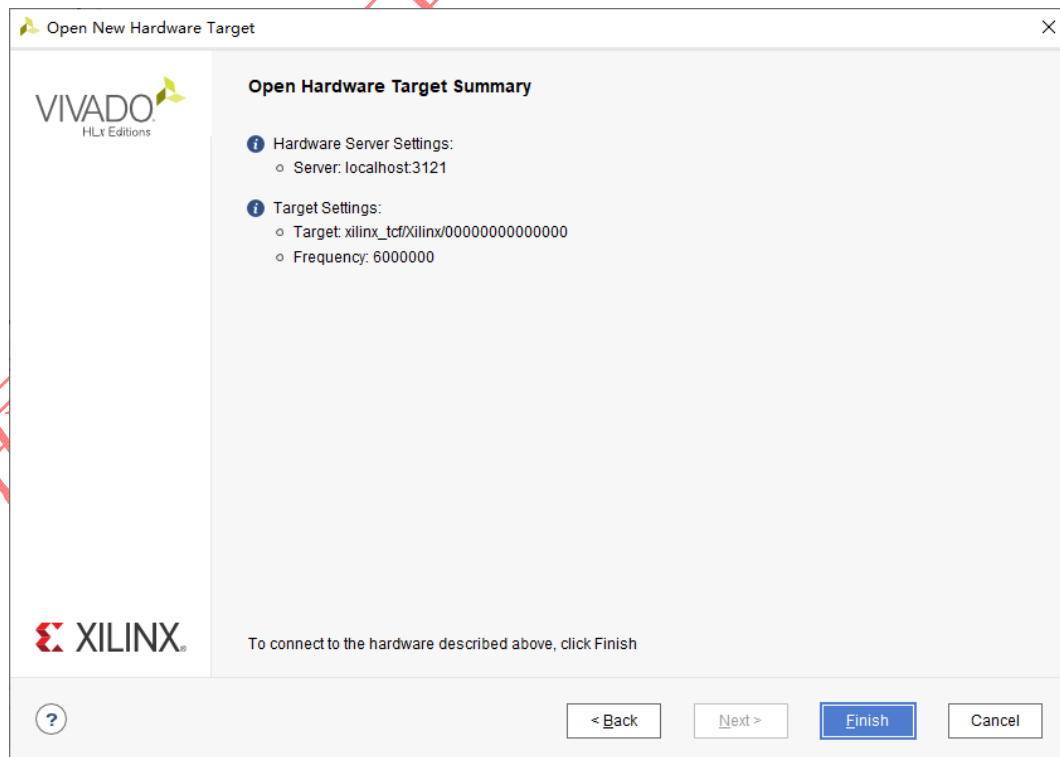 Open New Hardware Target
VIVADO.
HLx Editions
Open Hardware Target Summary
Hardware Server Settings:
Server: localhost:3121
Target Settings:
Target: xilinx_tcf/Xilinx/00000000000000
Frequency: 6000000
XILINX®
To connect to the hardware described above, click Finish
?
< Back
Next >
Finish
Cancel